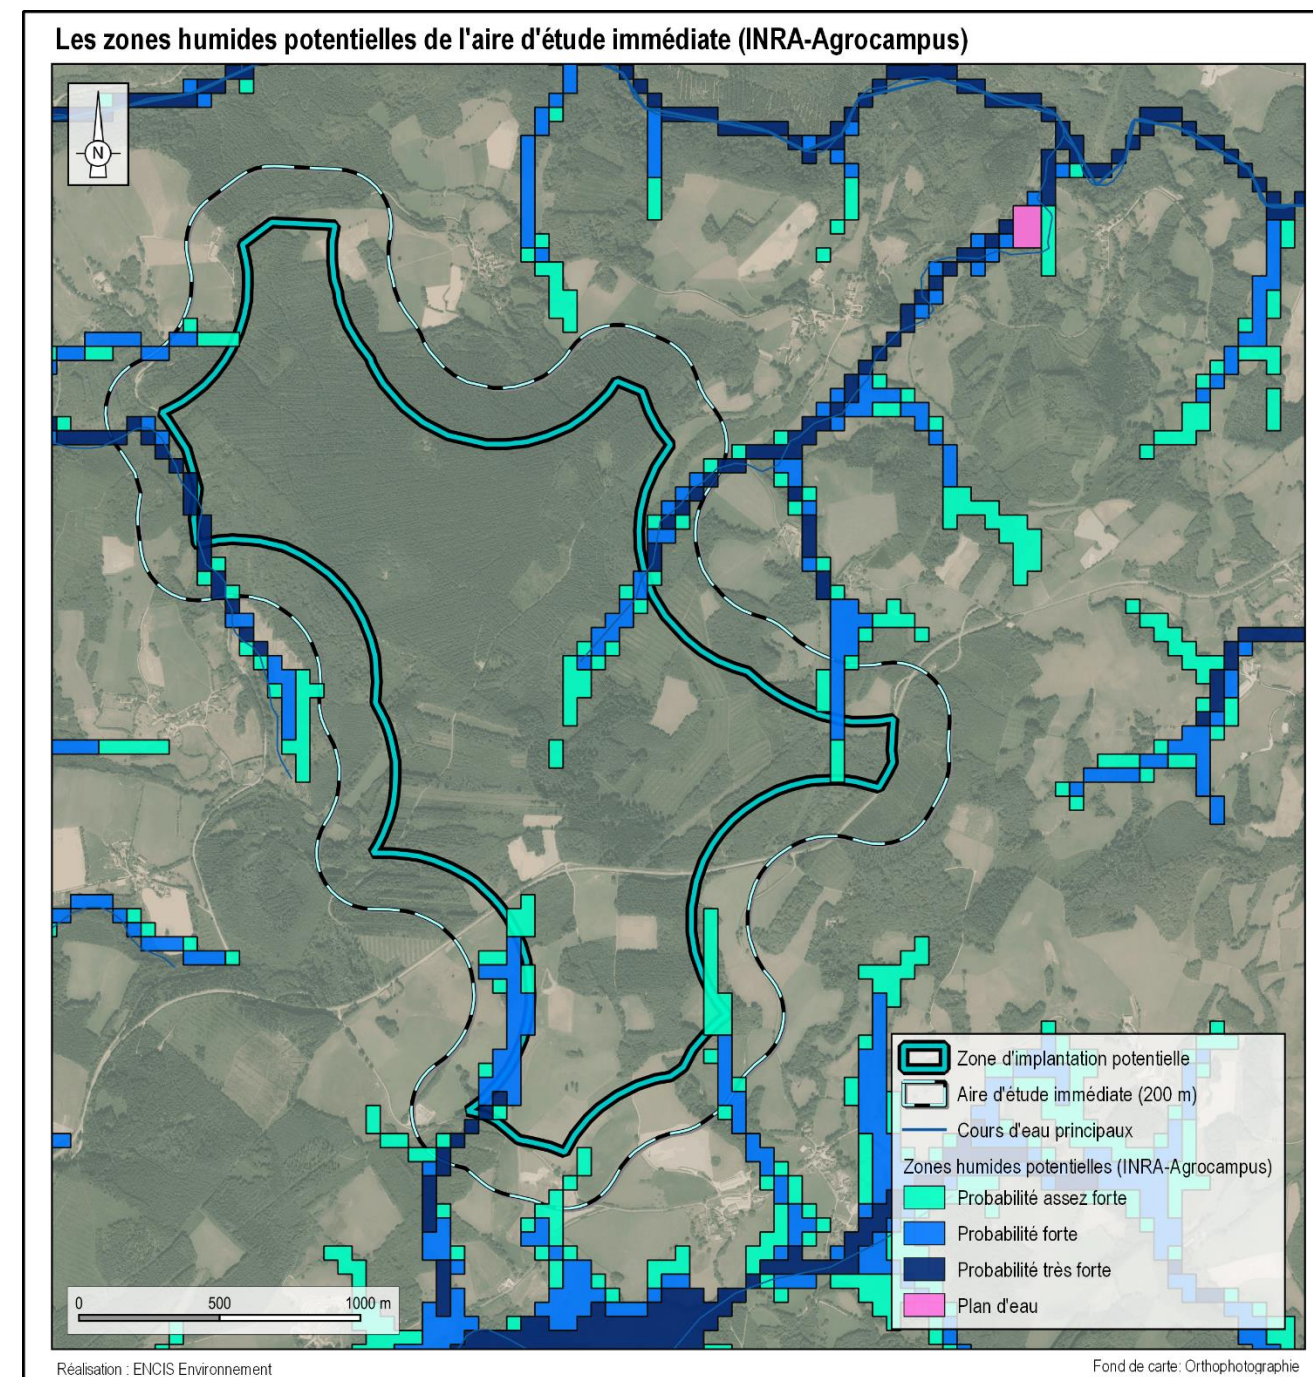 Les zones humides potentielles de l'aire d'étude immédiate (INRA-Agrocampus)
N
Zone d'implantation potentielle
Aire d'étude immédiate (200 m)
Cours d'eau principaux
Zones humides potentielles (INRA-Agrocampus)
Probabilité assez forte
Probabilité forte
Probabilité très forte
Plan d'eau
0 500 1000 m
Réalisation : ENCIS Environnement
Fond de carte: Orthophotographie